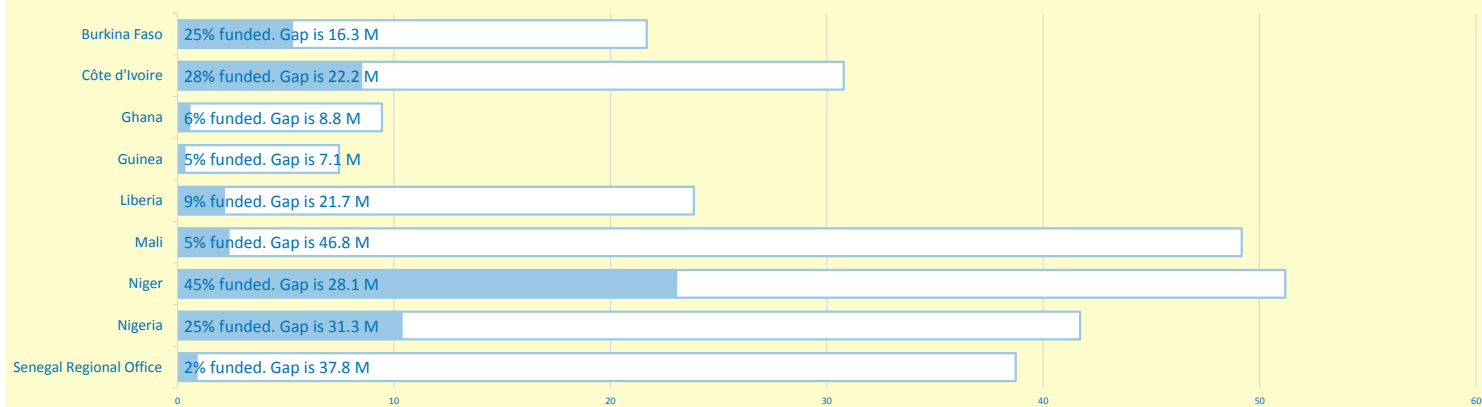 Burkina Faso 25% funded. Gap is 16.3 M
Côte d'Ivoire 28% funded. Gap is 22.2 M
Ghana 6% funded. Gap is 8.8 M
Guinea 5% funded. Gap is 7.1 M
Liberia 9% funded. Gap is 21.7 M
Mali 5% funded. Gap is 46.8 M
Niger 45% funded. Gap is 28.1 M
Nigeria 25% funded. Gap is 31.3 M
Senegal Regional Office 2% funded. Gap is 37.8 M
0 10 20 30 40 50 60